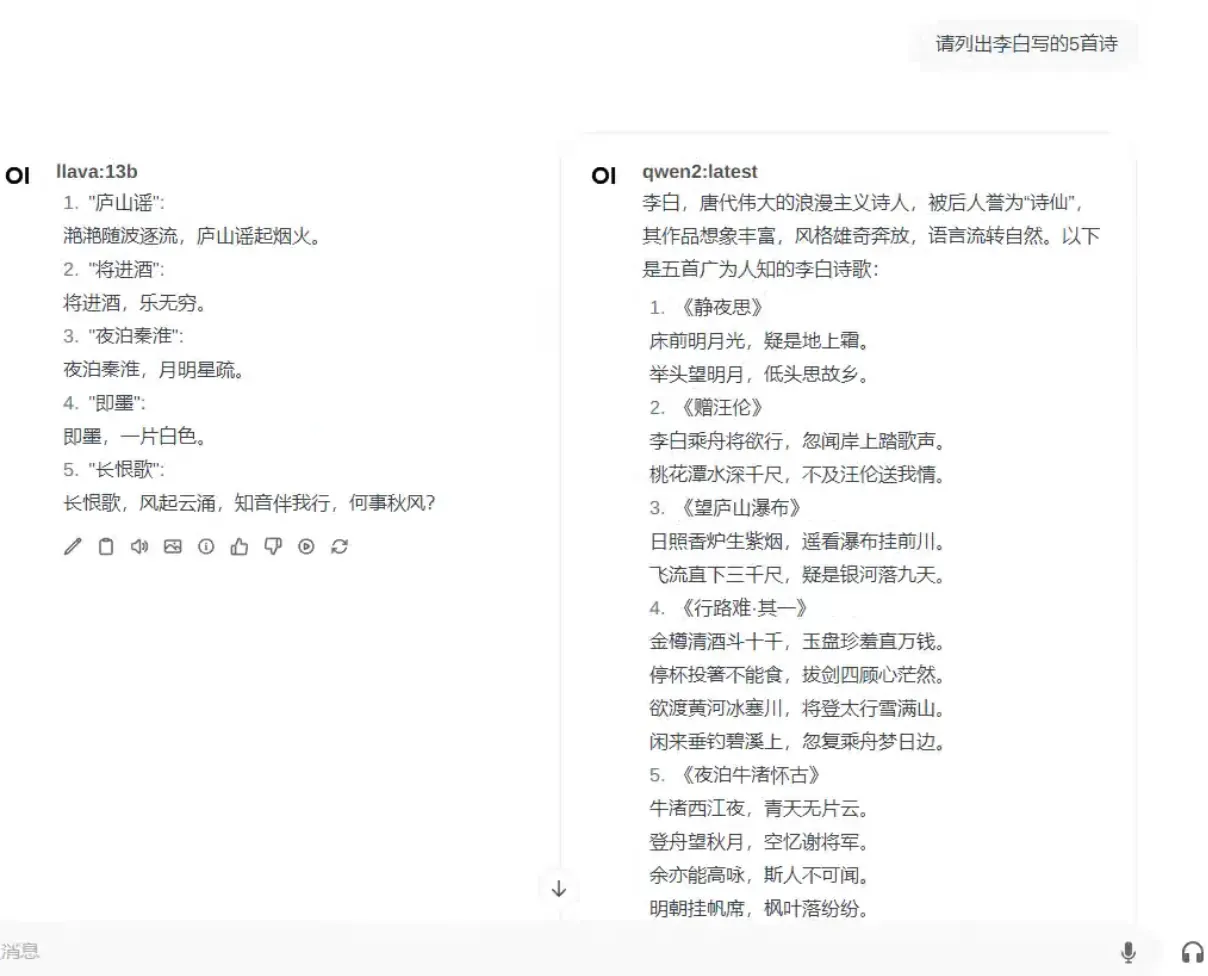 请列出李白写的5首诗
OI
llava:13b
1. "庐山谣":
滟滟随波逐流，庐山谣起烟火。
2. "将进酒":
将进酒，乐无穷。
3. "夜泊秦淮":
夜泊秦淮，月明星疏。
4. "即墨":
即墨，一片白色。
5. "长恨歌":
长恨歌，风起云涌，知音伴我行，何事秋风？
OI
qwen2:latest
李白，唐代伟大的浪漫主义诗人，被后人誉为“诗仙”，
其作品想象丰富，风格雄奇奔放，语言流转自然。以下
是五首广为人知的李白诗歌：
1. 《静夜思》
床前明月光，疑是地上霜。
举头望明月，低头思故乡。
2. 《赠汪伦》
李白乘舟将欲行，忽闻岸上踏歌声。
桃花潭水深千尺，不及汪伦送我情。
3. 《望庐山瀑布》
日照香炉生紫烟，遥看瀑布挂前川。
飞流直下三千尺，疑是银河落九天。
4. 《行路难·其一》
金樽清酒斗十千，玉盘珍羞直万钱。
停杯投箸不能食，拔剑四顾心茫然。
欲渡黄河冰塞川，将登太行雪满山。
闲来垂钓碧溪上，忽复乘舟梦日边。
5. 《夜泊牛渚怀古》
牛渚西江夜，青天无片云。
登舟望秋月，空忆谢将军。
余亦能高咏，斯人不可闻。
明朝挂帆席，枫叶落纷纷。
消息